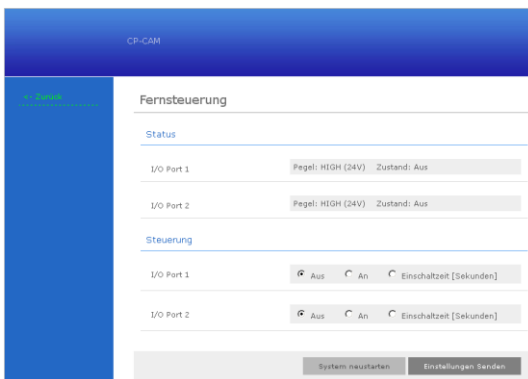 CP-CAM
<- Zurück
Fernsteuerung
Status
I/O Port 1
Pegel: HIGH (24V) Zustand: Aus
I/O Port 2
Pegel: HIGH (24V) Zustand: Aus
Steuerung
I/O Port 1
Aus An Einschaltzeit [Sekunden]
I/O Port 2
Aus An Einschaltzeit [Sekunden]
System neustarten Einstellungen Senden